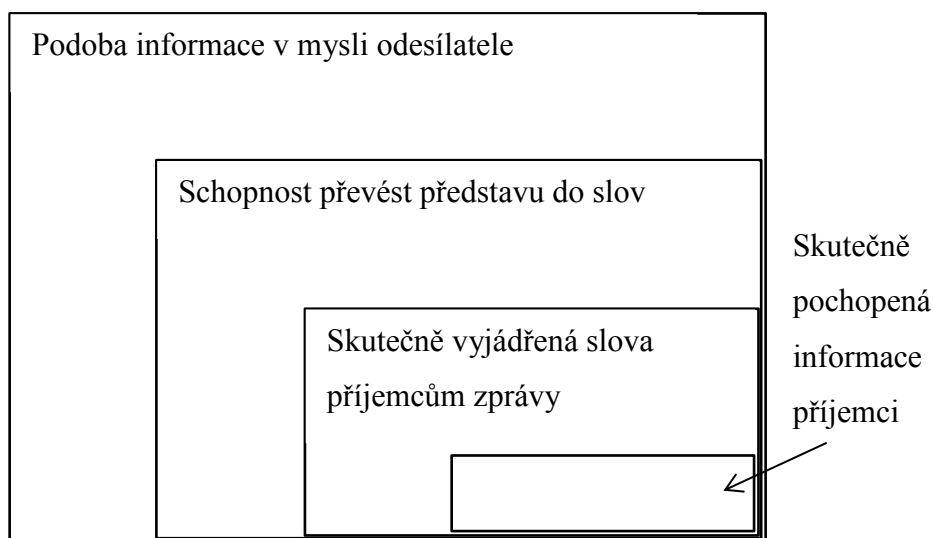 Podoba informace v mysli odesílatele
Schopnost převést představu do slov
Skutečně vyjádřená slova
příjemcům zprávy
Skutečně
pochopená
informace
příjemci